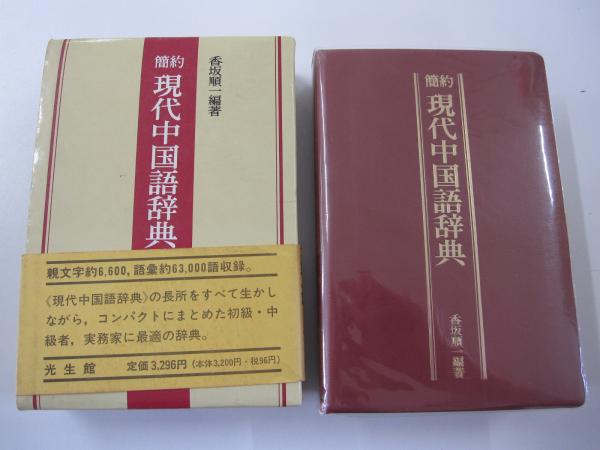 簡約
現代中国語辞典
香坂順一編著
親文字約6,600，語彙約63,000語収録。
《現代中国語辞典》の長所をすべて生かし
ながら，コンパクトにまとめた初級・中
級者，実務家に最適の辞典。
光生館 定価3,296円（本体3,200円・税96円）
簡約
現代中国語辞典
香坂順一編著